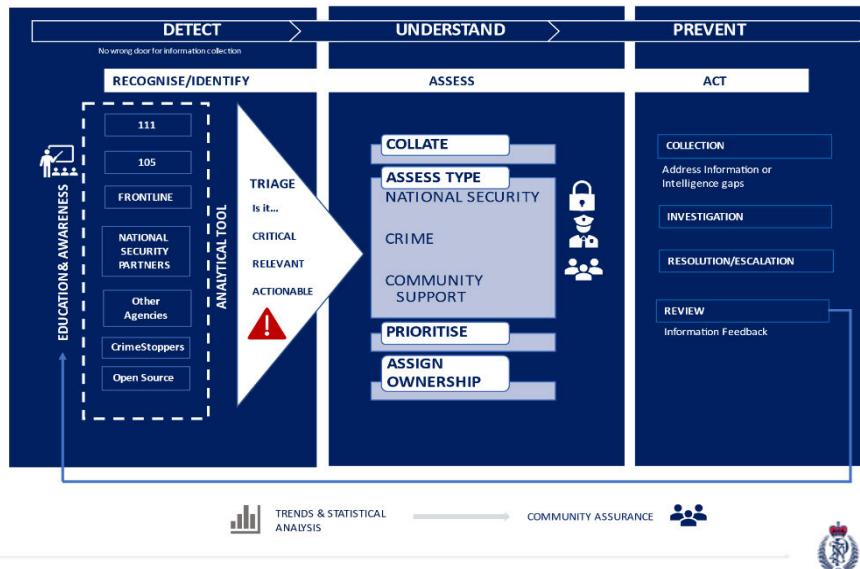 DETECT
UNDERSTAND
PREVENT
No wrong door for information collection
RECOGNISE/IDENTIFY
ASSESS
ACT
EDUCATION& AWARENESS
111
105
FRONTLINE
NATIONAL
SECURITY
PARTNERS
Other
Agencies
CrimeStoppers
Open Source
ANALYTICAL TOOL
TRIAGE
Is it...
CRITICAL
RELEVANT
ACTIONABLE
COLLATE
ASSESS TYPE
NATIONAL SECURITY
CRIME
COMMUNITY
SUPPORT
PRIORITISE
ASSIGN
OWNERSHIP
COLLECTION
Address Information or
Intelligence gaps
INVESTIGATION
RESOLUTION/ESCALATION
REVIEW
Information Feedback
TRENDS & STATISTICAL
ANALYSIS
COMMUNITY ASSURANCE